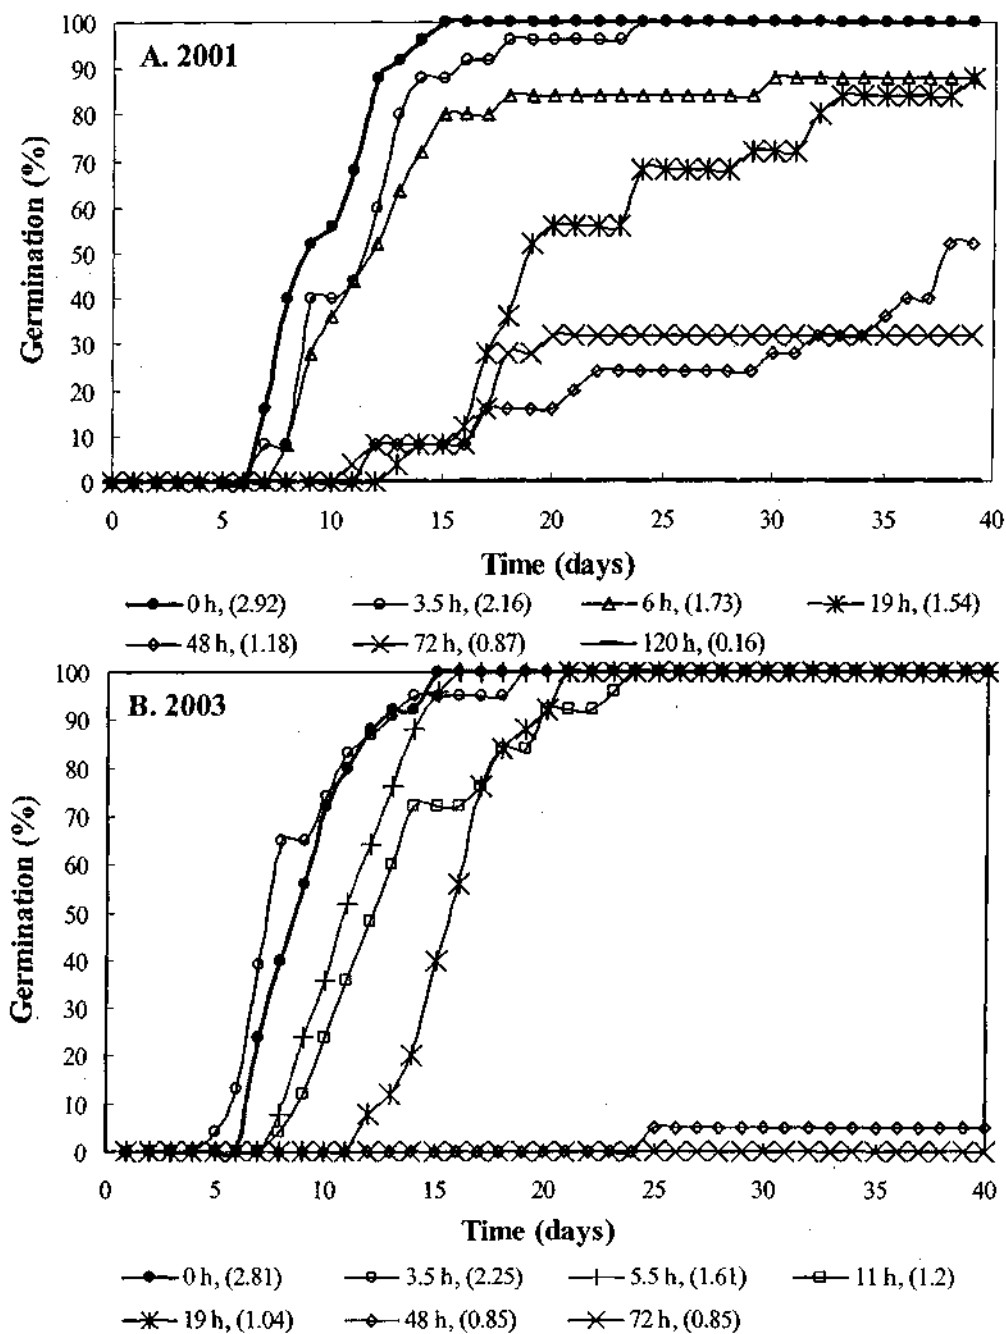 A. 2001
Germination (%)
100
90
80
70
60
50
40
30
20
10
0
0 5 10 15 20 25 30 35 40
Time (days)
0 h, (2.92) 3.5 h, (2.16) 6 h, (1.73) 19 h, (1.54)
48 h, (1.18) 72 h, (0.87) 120 h, (0.16)
B. 2003
Germination (%)
100
90
80
70
60
50
40
30
20
10
0
0 5 10 15 20 25 30 35 40
Time (days)
0 h, (2.81) 3.5 h, (2.25) 5.5 h, (1.61) 11 h, (1.2)
19 h, (1.04) 48 h, (0.85) 72 h, (0.85)